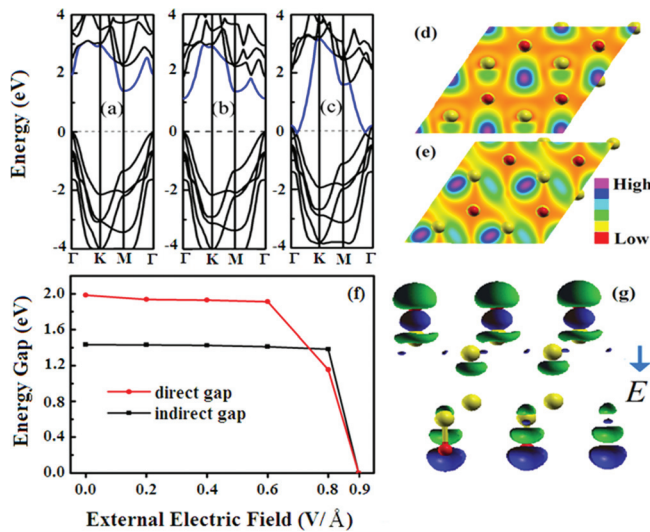 Energy (eV)
4
2
0
-2
-4
4
2
0
-2
-4
4
2
0
-2
-4
(a)
(b)
(c)
Γ K M Γ
Γ K M Γ
Γ K M Γ
(d)
(e)
High
Low
Energy Gap (eV)
2.0
1.6
1.2
0.8
0.4
0.0
(f)
direct gap
indirect gap
0.0 0.2 0.4 0.6 0.8 0.9
External Electric Field (V/Å)
(g)
E